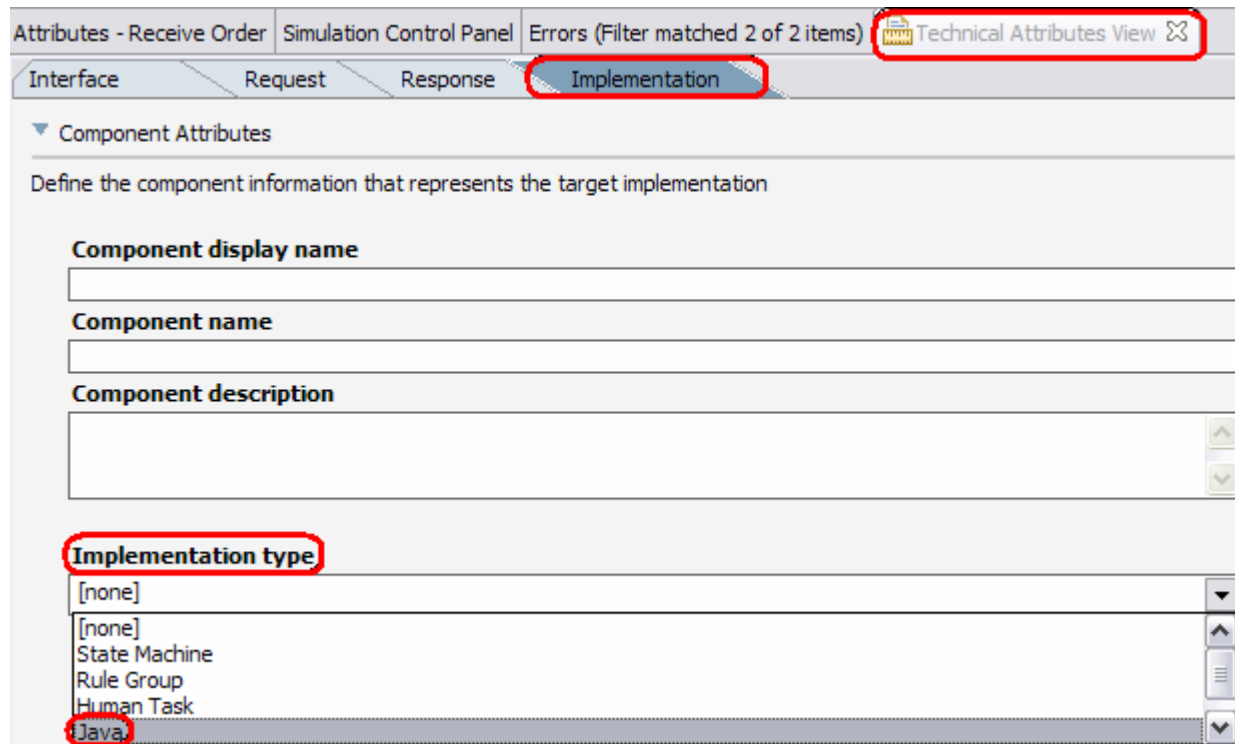 Attributes - Receive Order Simulation Control Panel Errors (Filter matched 2 of 2 items) Technical Attributes View
Interface Request Response Implementation
Component Attributes
Define the component information that represents the target implementation
Component display name
Component name
Component description
Implementation type
[none]
[none]
State Machine
Rule Group
Human Task
Java